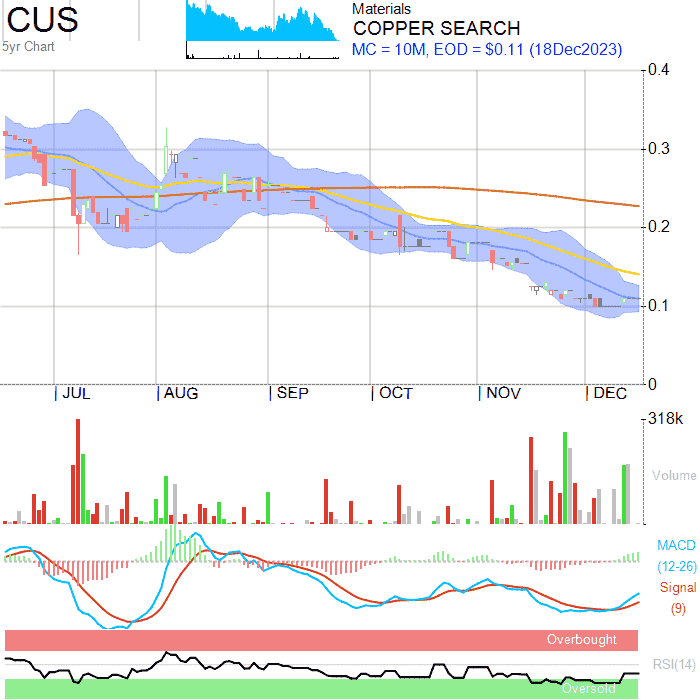 CUS
5yr Chart
Materials
COPPER SEARCH
MC = 10M, EOD = $0.11 (18Dec2023)
0.4
0.3
0.2
0.1
0
JUL AUG SEP OCT NOV DEC
318k
Volume
MACD
(12-26)
Signal
(9)
Overbought
RSI(14)
Oversold